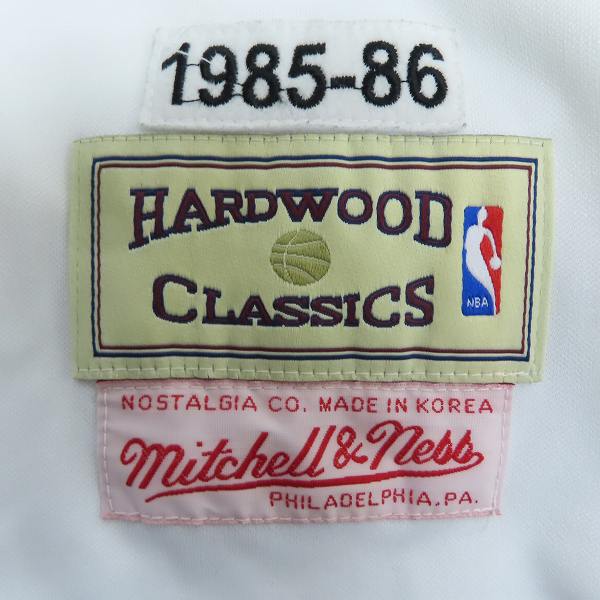 1985-86
HARDWOOD
CLASSICS
NBA
NOSTALGIA CO. MADE IN KOREA
Mitchell & Ness
PHILADELPHIA, PA.